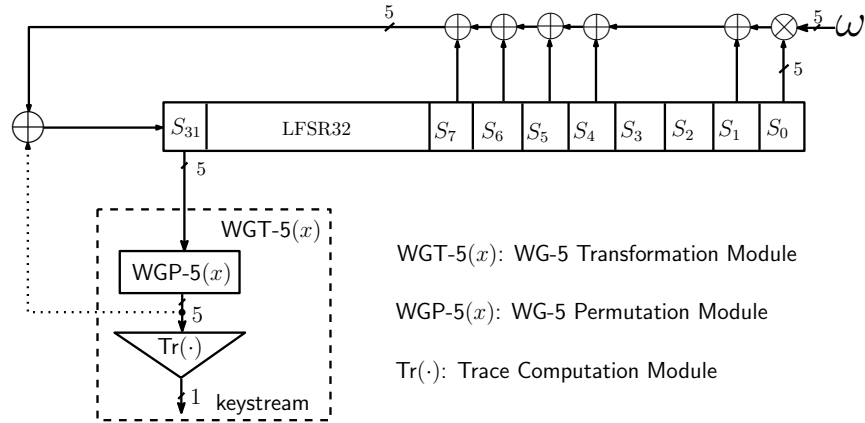 5
5
ω
5
S31 LFSR32 S7 S6 S5 S4 S3 S2 S1 S0
5
WGT-5(x)
WGP-5(x)
5
Tr(·)
1
keystream
WGT-5(x): WG-5 Transformation Module
WGP-5(x): WG-5 Permutation Module
Tr(·): Trace Computation Module